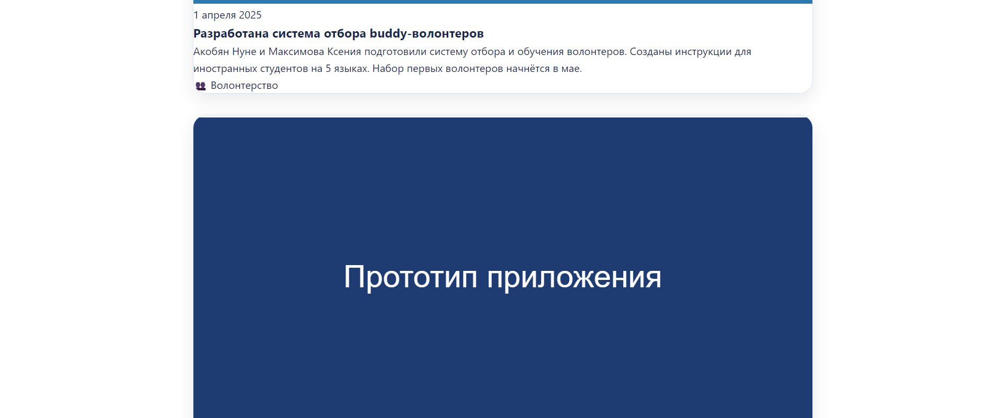 1 апреля 2025
Разработана система отбора buddy-волонтеров
Акобян Нуне и Максимова Ксения подготовили систему отбора и обучения волонтеров. Созданы инструкции для
иностранных студентов на 5 языках. Набор первых волонтеров начнётся в мае.
Волонтерство
Прототип приложения